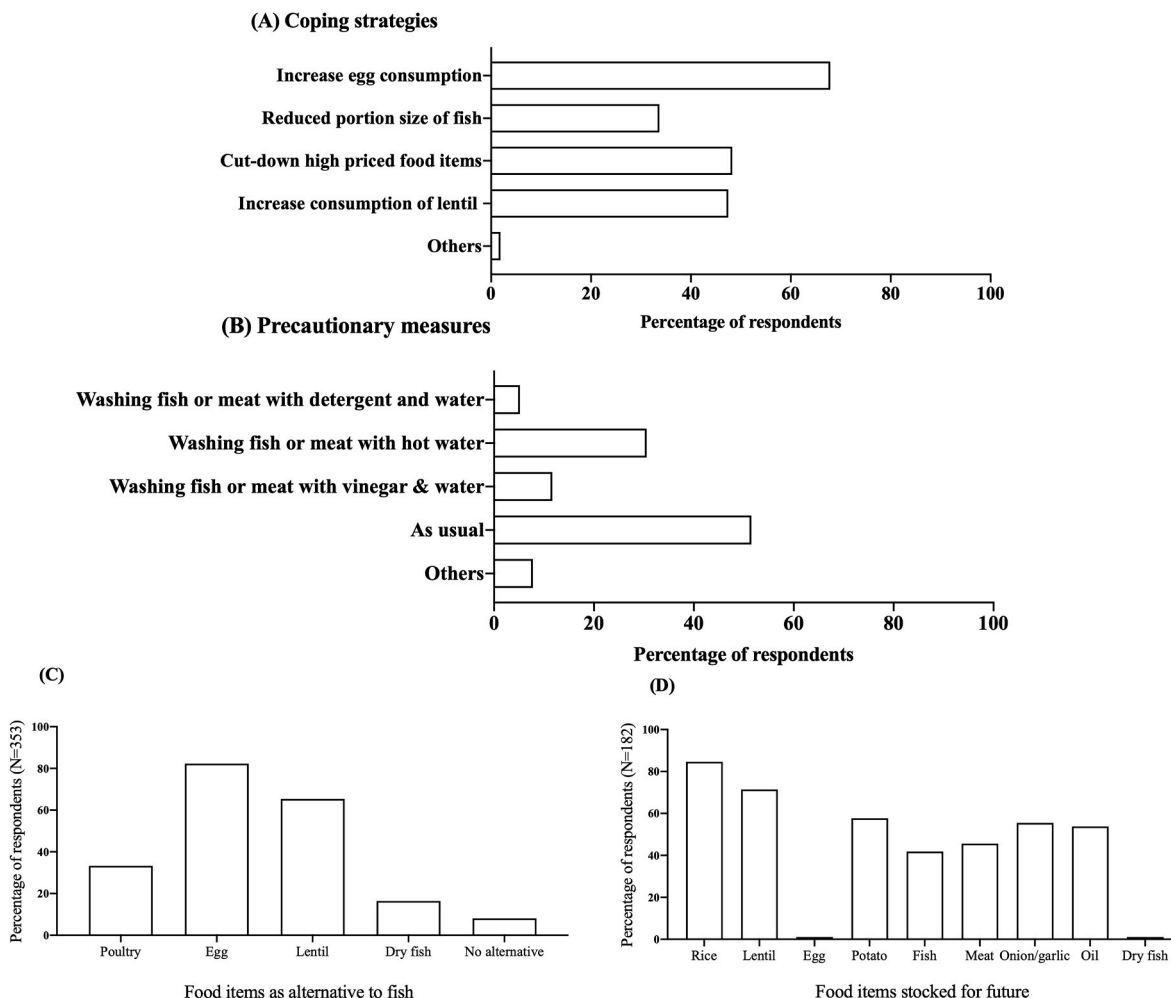 (A) Coping strategies
Increase egg consumption
Reduced portion size of fish
Cut-down high priced food items
Increase consumption of lentil
Others
0 20 40 60 80 100
Percentage of respondents
(B) Precautionary measures
Washing fish or meat with detergent and water
Washing fish or meat with hot water
Washing fish or meat with vinegar & water
As usual
Others
0 20 40 60 80 100
Percentage of respondents
(C)
Percentage of respondents (N=353)
100
80
60
40
20
0
Poultry Egg Lentil Dry fish No alternative
Food items as alternative to fish
(D)
Percentage of respondents (N=182)
100
80
60
40
20
0
Rice Lentil Egg Potato Fish Meat Onion/garlic Oil Dry fish
Food items stocked for future